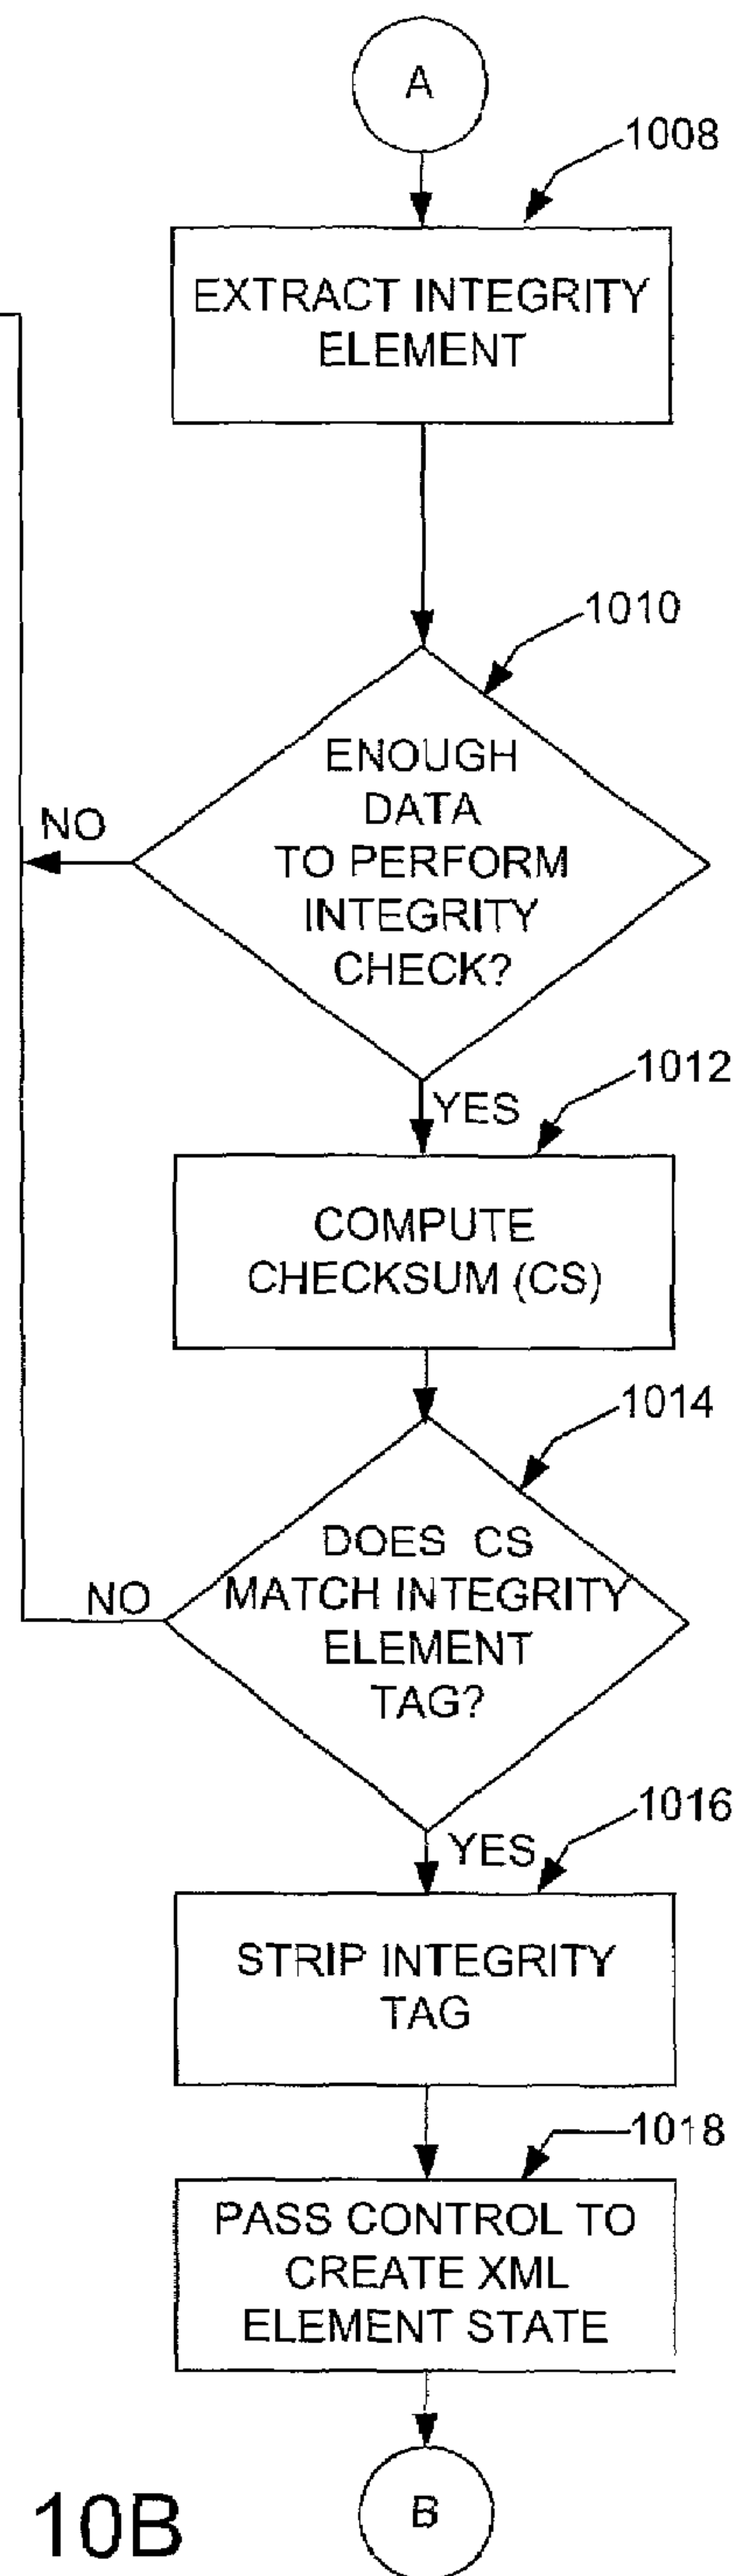 A
1008
EXTRACT INTEGRITY
ELEMENT
1010
ENOUGH
DATA
TO PERFORM
INTEGRITY
CHECK?
NO
1012
YES
COMPUTE
CHECKSUM (CS)
1014
DOES CS
MATCH INTEGRITY
ELEMENT
TAG?
NO
1016
YES
STRIP INTEGRITY
TAG
1018
PASS CONTROL TO
CREATE XML
ELEMENT STATE
B
10B